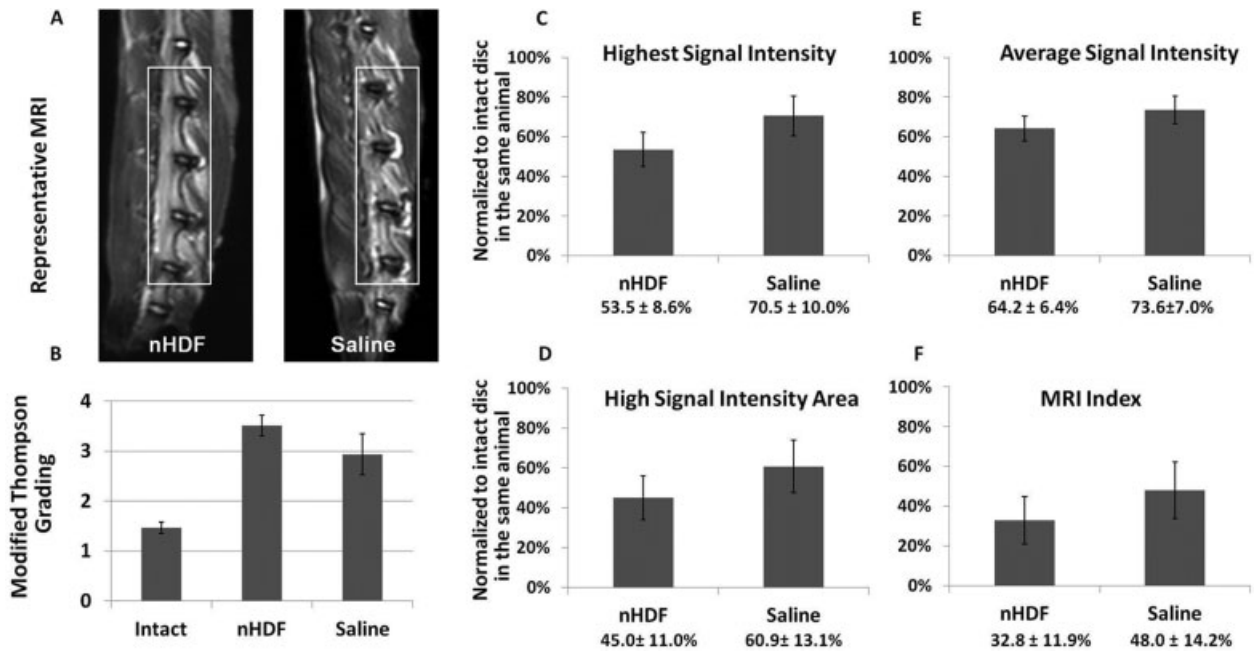 A
Representative MRI
nHDF
Saline
B
Modified Thompson
Grading
4
3
2
1
0
Intact
nHDF
Saline
C
Highest Signal Intensity
Normalized to intact disc
in the same animal
100%
80%
60%
40%
20%
0%
nHDF
Saline
53.5 ± 8.6%
70.5 ± 10.0%
D
High Signal Intensity Area
Normalized to intact disc
in the same animal
100%
80%
60%
40%
20%
0%
nHDF
Saline
45.0± 11.0%
60.9± 13.1%
E
Average Signal Intensity
100%
80%
60%
40%
20%
0%
nHDF
Saline
64.2 ± 6.4%
73.6±7.0%
F
MRI Index
100%
80%
60%
40%
20%
0%
nHDF
Saline
32.8 ± 11.9%
48.0 ± 14.2%